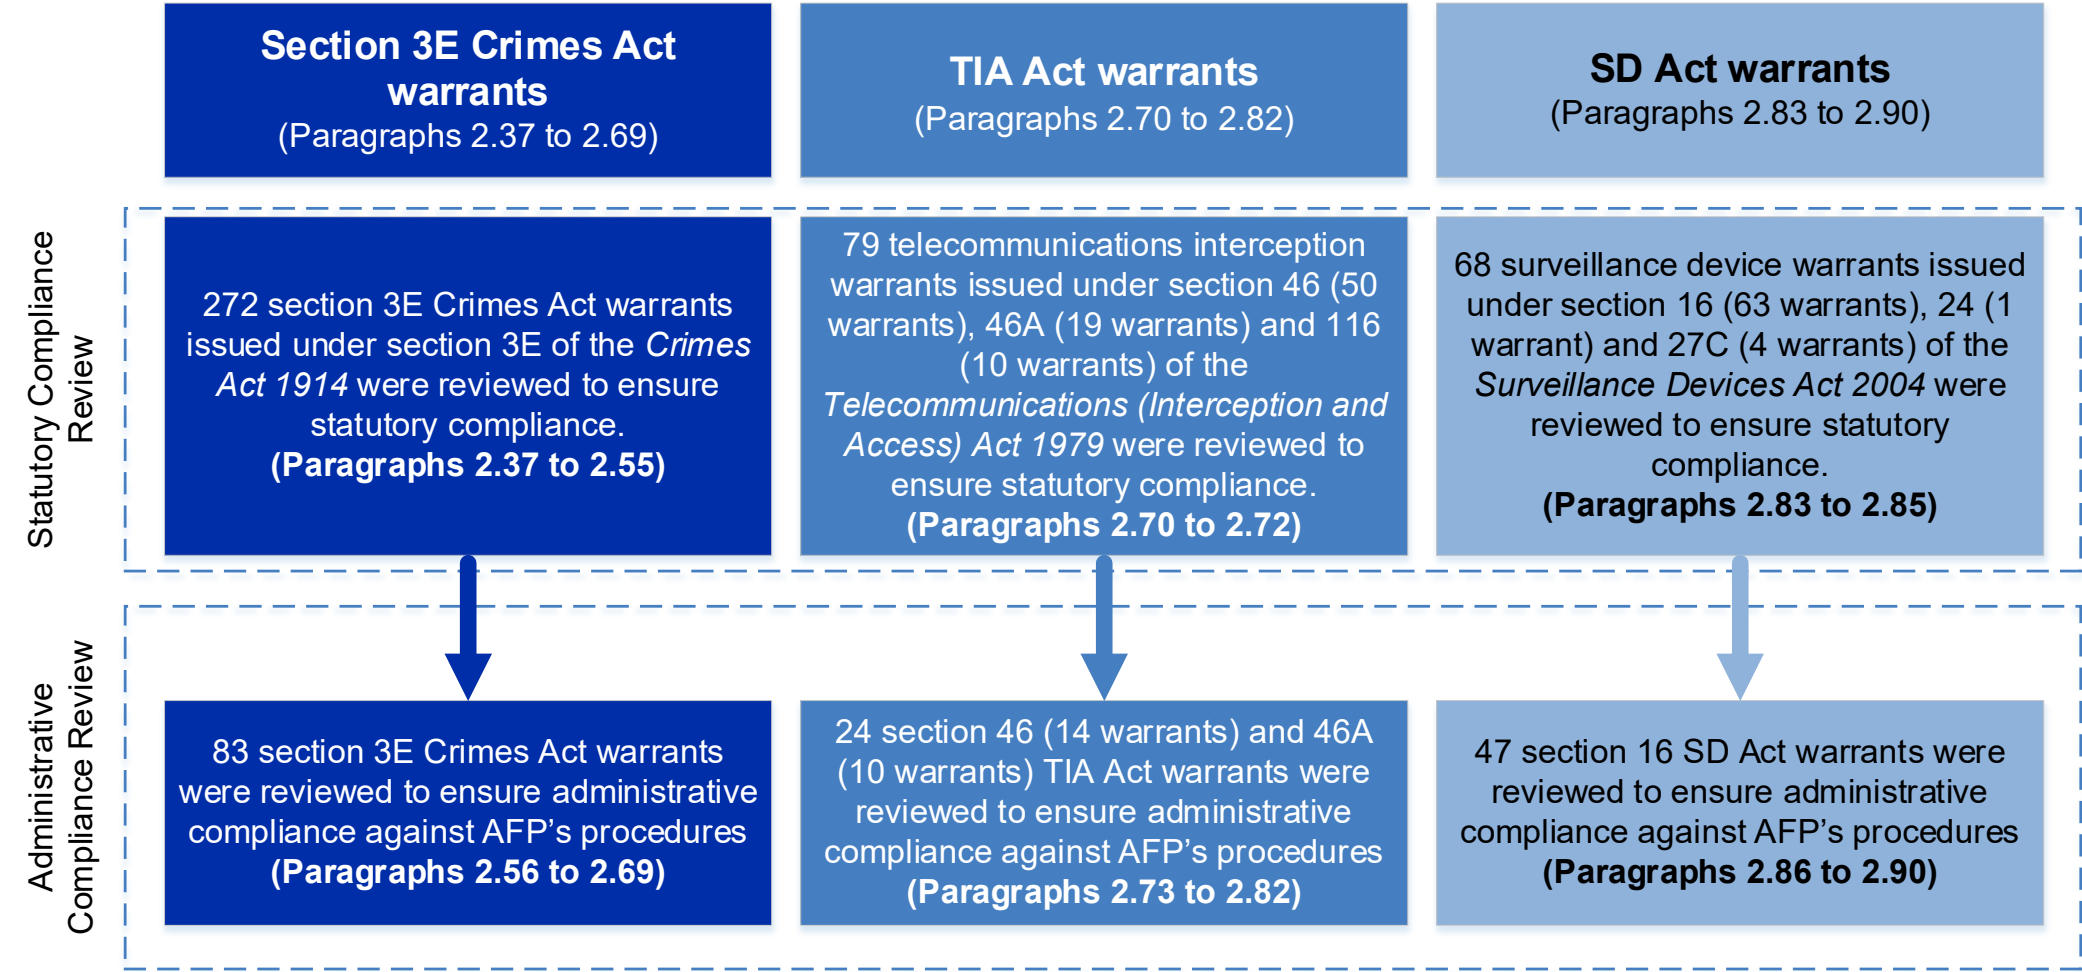 Section 3E Crimes Act
warrants
(Paragraphs 2.37 to 2.69)
TIA Act warrants
(Paragraphs 2.70 to 2.82)
SD Act warrants
(Paragraphs 2.83 to 2.90)
Statutory Compliance
Review
272 section 3E Crimes Act warrants
issued under section 3E of the Crimes
Act 1914 were reviewed to ensure
statutory compliance.
(Paragraphs 2.37 to 2.55)
79 telecommunications interception
warrants issued under section 46 (50
warrants), 46A (19 warrants) and 116
(10 warrants) of the
Telecommunications (Interception and
Access) Act 1979 were reviewed to
ensure statutory compliance.
(Paragraphs 2.70 to 2.72)
68 surveillance device warrants issued
under section 16 (63 warrants), 24 (1
warrant) and 27C (4 warrants) of the
Surveillance Devices Act 2004 were
reviewed to ensure statutory
compliance.
(Paragraphs 2.83 to 2.85)
Administrative
Compliance Review
83 section 3E Crimes Act warrants
were reviewed to ensure administrative
compliance against AFP’s procedures
(Paragraphs 2.56 to 2.69)
24 section 46 (14 warrants) and 46A
(10 warrants) TIA Act warrants were
reviewed to ensure administrative
compliance against AFP’s procedures
(Paragraphs 2.73 to 2.82)
47 section 16 SD Act warrants were
reviewed to ensure administrative
compliance against AFP’s procedures
(Paragraphs 2.86 to 2.90)